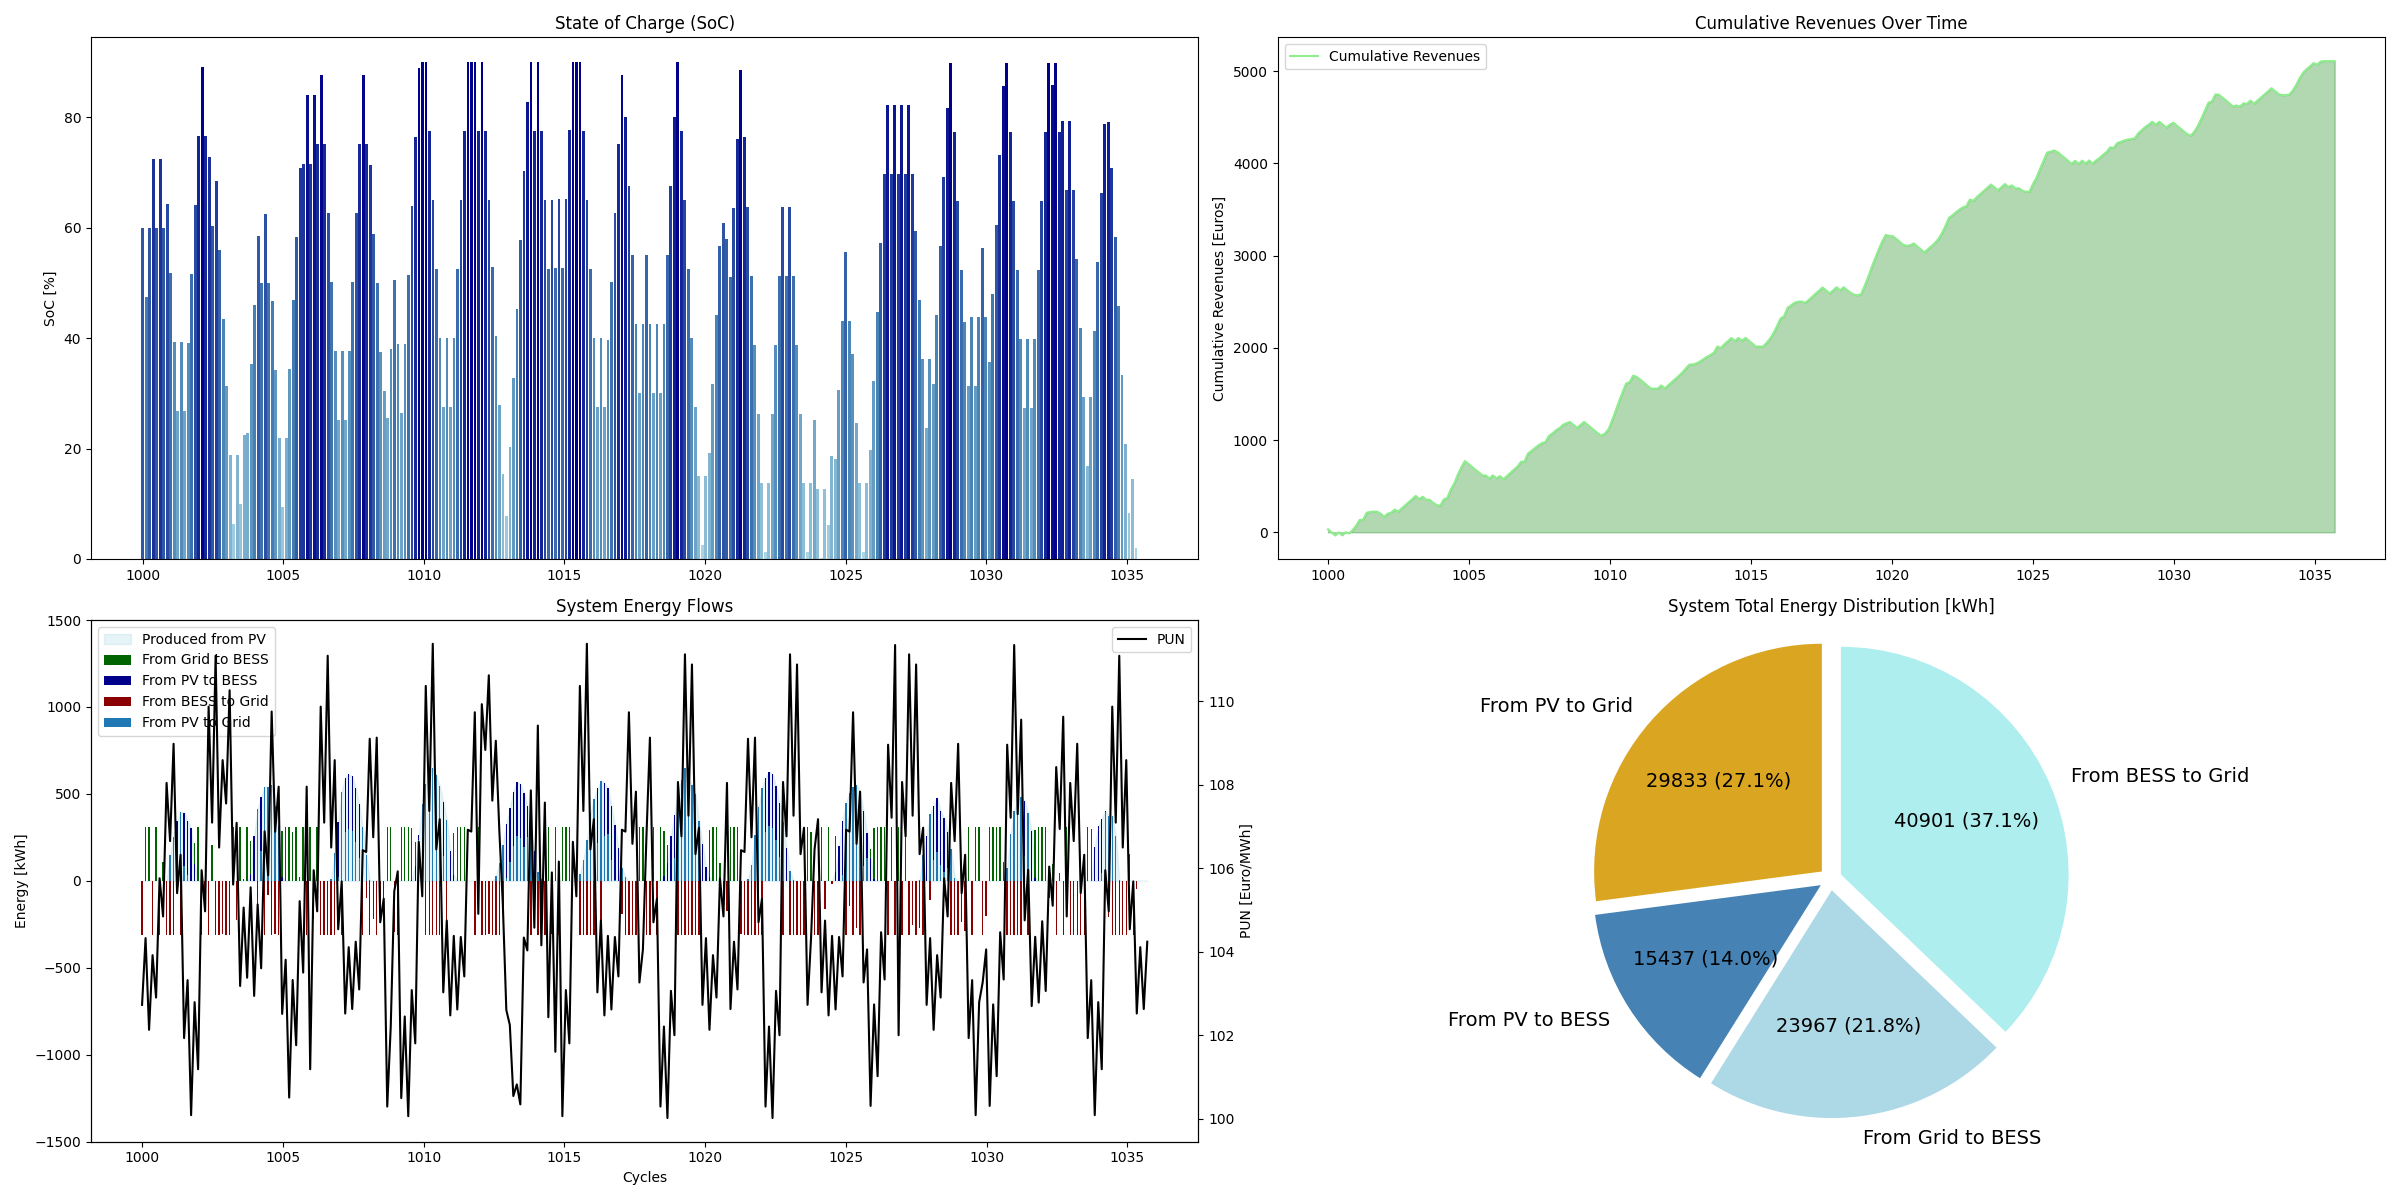 State of Charge (SoC)
SoC [%]
80
60
40
20
0
1000 1005 1010 1015 1020 1025 1030 1035
Cumulative Revenues Over Time
Cumulative Revenues
Cumulative Revenues [Euros]
5000
4000
3000
2000
1000
0
1000 1005 1010 1015 1020 1025 1030 1035
System Energy Flows
Produced from PV
From Grid to BESS
From PV to BESS
From BESS to Grid
From PV to Grid
PUN
Energy [kWh]
1500
1000
500
0
−500
−1000
−1500
1000 1005 1010 1015 1020 1025 1030 1035
Cycles
110
108
106
104
102
100
PUN [Euro/MWh]
System Total Energy Distribution [kWh]
From PV to Grid
29833 (27.1%)
From BESS to Grid
40901 (37.1%)
15437 (14.0%)
From PV to BESS
23967 (21.8%)
From Grid to BESS